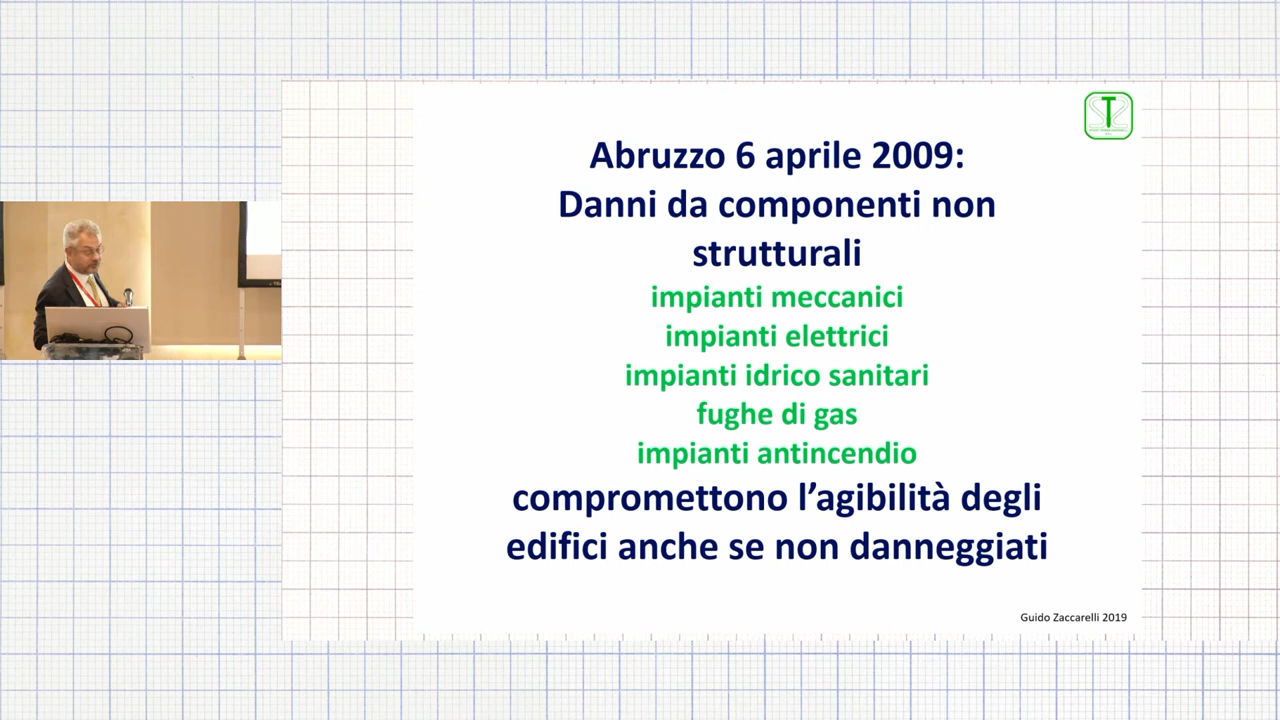 Abruzzo 6 aprile 2009:
Danni da componenti non
strutturali
impianti meccanici
impianti elettrici
impianti idrico sanitari
fughe di gas
impianti antincendio
compromettono l’agibilità degli
edifici anche se non danneggiati
Guido Zaccarelli 2019